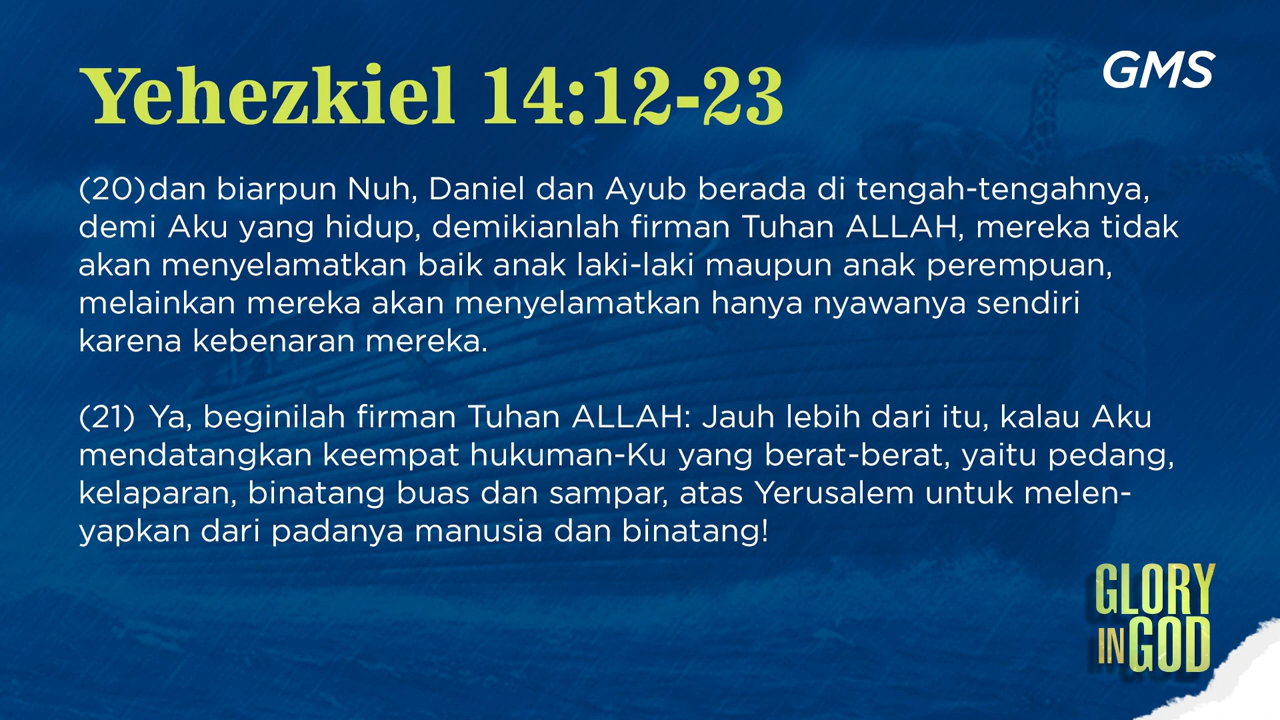 Yehezkiel 14:12-23
GMS
(20)dan biarpun Nuh, Daniel dan Ayub berada di tengah-tengahnya,
demi Aku yang hidup, demikianlah firman Tuhan ALLAH, mereka tidak
akan menyelamatkan baik anak laki-laki maupun anak perempuan,
melainkan mereka akan menyelamatkan hanya nyawanya sendiri
karena kebenaran mereka.
(21) Ya, beginilah firman Tuhan ALLAH: Jauh lebih dari itu, kalau Aku
mendatangkan keempat hukuman-Ku yang berat-berat, yaitu pedang,
kelaparan, binatang buas dan sampar, atas Yerusalem untuk melen-
yapkan dari padanya manusia dan binatang!
GLORY
IN GOD